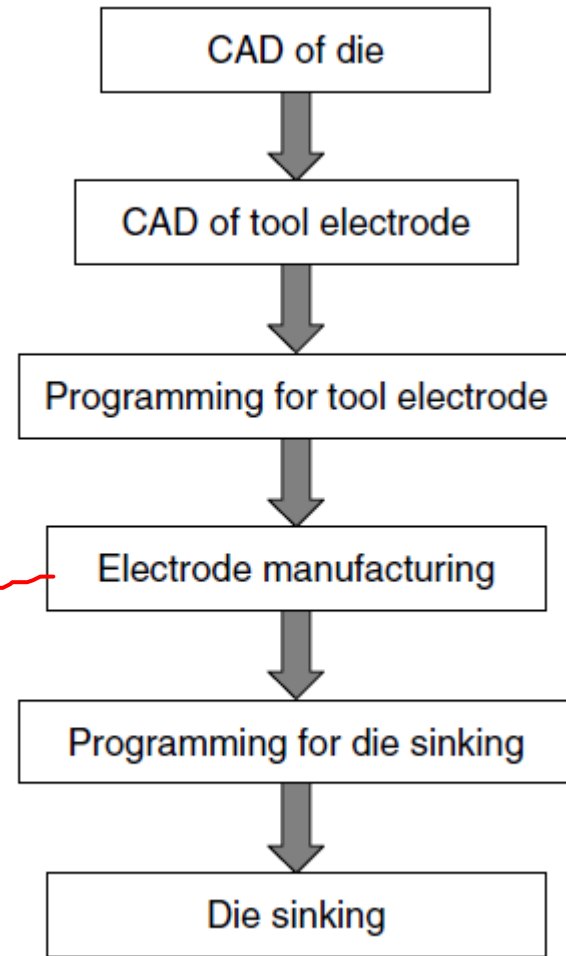 CAD of die
CAD of tool electrode
Programming for tool electrode
Electrode manufacturing
Programming for die sinking
Die sinking